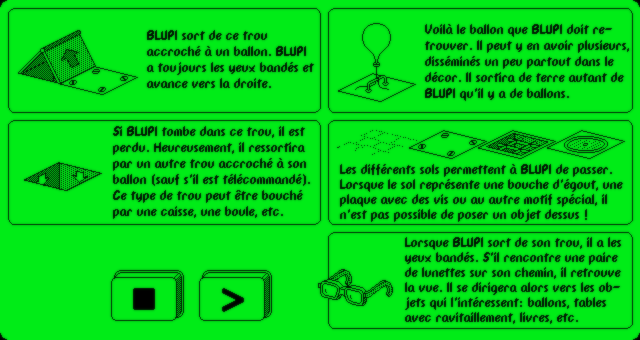 BLUPI sort de ce trou
accroché à un ballon. BLUPI
a toujours les yeux bandés et
avance vers la droite.
Voilà le ballon que BLUPI doit re-
trouver. Il peut y en avoir plusieurs,
disséminés un peu partout dans le
décor. Il sortira de terre autant de
BLUPI qu'il y a de ballons.
Si BLUPI tombe dans ce trou, il est
perdu. Heureusement, il ressortira
par un autre trou accroché à son
ballon (sauf s'il est télécommandé).
Ce type de trou peut être bouché
par une caisse, une boule, etc.
Les différents sols permettent à BLUPI de passer.
Lorsque le sol représente une bouche d'égout, une
plaque avec des vis ou au autre motif spécial, il
n'est pas possible de poser un objet dessus !
Lorsque BLUPI sort de son trou, il a les
yeux bandés. S'il rencontre une paire
de lunettes sur son chemin, il retrouve
la vue. Il se dirigera alors vers les ob-
jets qui l'intéressent: ballons, tables
avec ravitaillement, livres, etc.